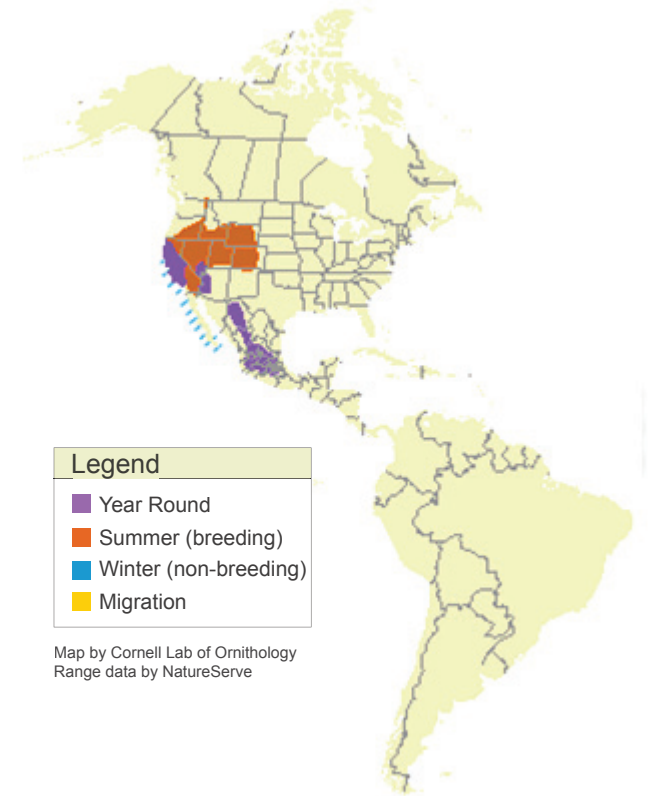 Legend
Year Round
Summer (breeding)
Winter (non-breeding)
Migration
Map by Cornell Lab of Ornithology
Range data by NatureServe